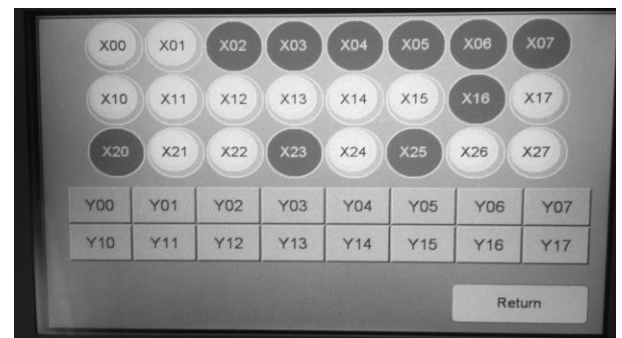 X00 X01 X02 X03 X04 X05 X06 X07
X10 X11 X12 X13 X14 X15 X16 X17
X20 X21 X22 X23 X24 X25 X26 X27
Y00 Y01 Y02 Y03 Y04 Y05 Y06 Y07
Y10 Y11 Y12 Y13 Y14 Y15 Y16 Y17
Return